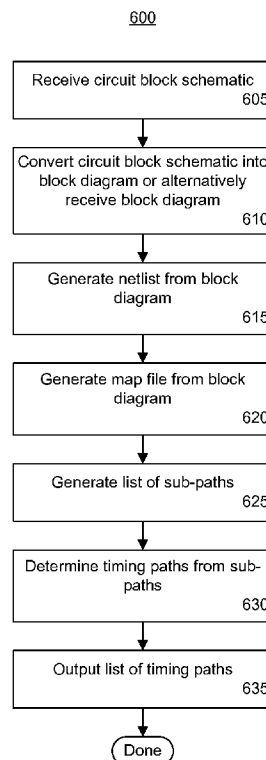 600
Receive circuit block schematic
605
Convert circuit block schematic into
block diagram or alternatively
receive block diagram
610
Generate netlist from block
diagram
615
Generate map file from block
diagram
620
Generate list of sub-paths
625
Determine timing paths from sub-
paths
630
Output list of timing paths
635
Done